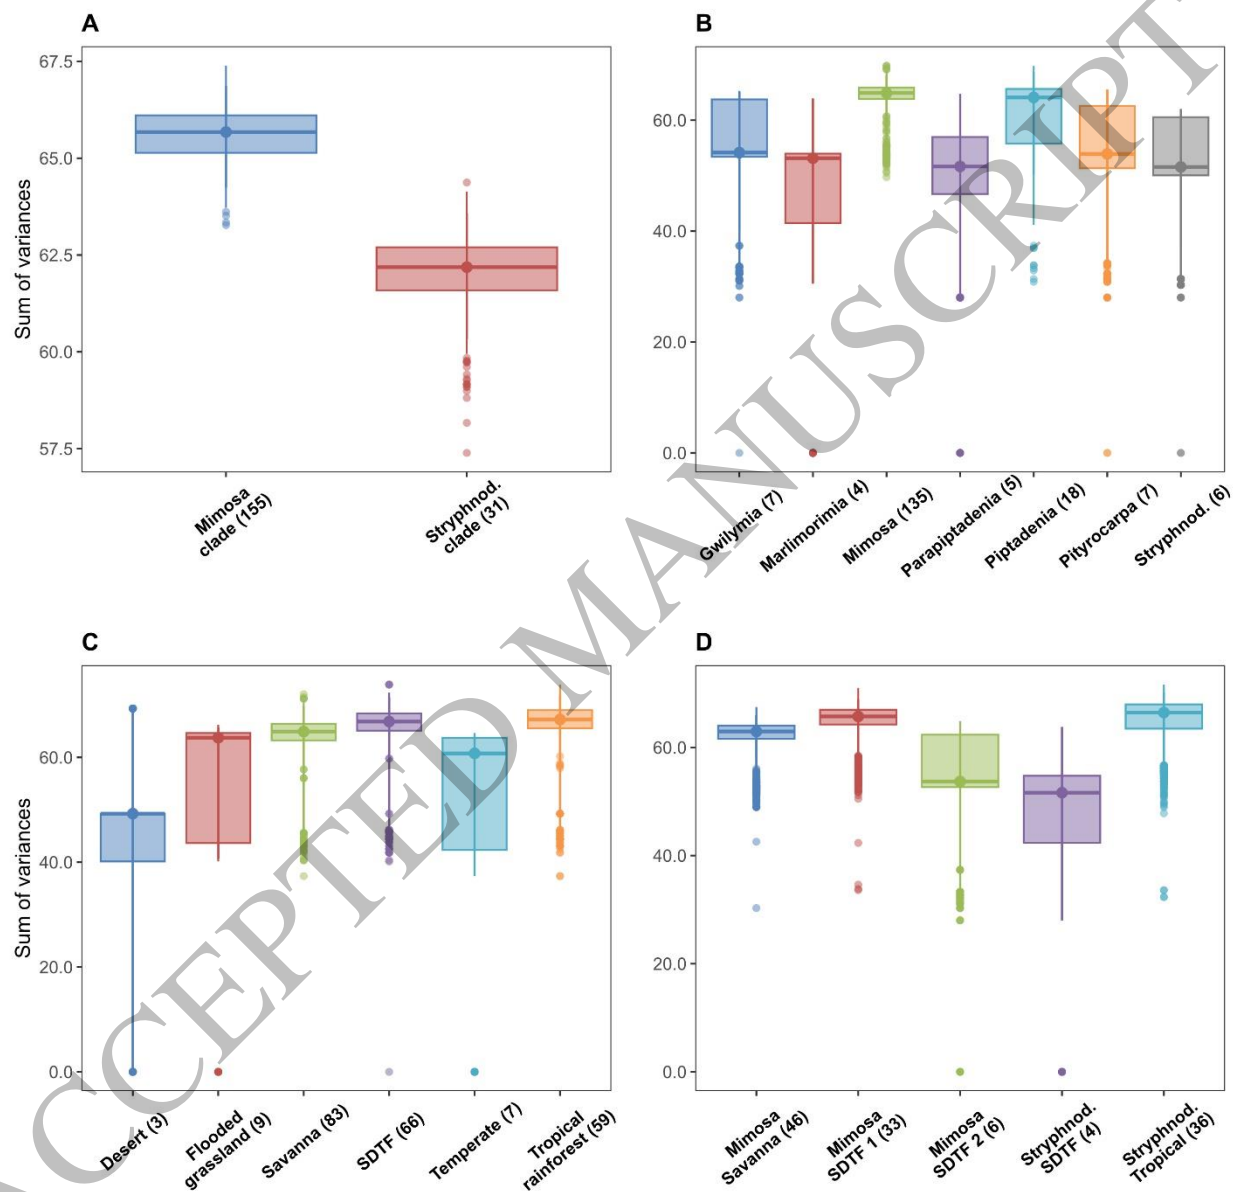 A
67.5
65.0
62.5
60.0
57.5
Sum of variances
Mimosa
clade (155)
Stryphnod.
clade (31)
B
60.0
40.0
20.0
0.0
Gwilymia (7)
Marlimorimia (4)
Mimosa (135)
Parapiptadenia (5)
Piptadenia (18)
Pityrocarpa (7)
Stryphnod. (6)
C
60.0
40.0
20.0
0.0
Sum of variances
Desert (3)
Flooded
grassland (9)
Savanna (83)
SDTF (66)
Temperate (7)
Tropical
rainforest (59)
D
60.0
40.0
20.0
0.0
Mimosa
Savanna (46)
Mimosa
SDTF 1 (33)
Mimosa
SDTF 2 (6)
Stryphnod.
SDTF (4)
Stryphnod.
Tropical (36)
ACCEPTED MANUSCRIPT